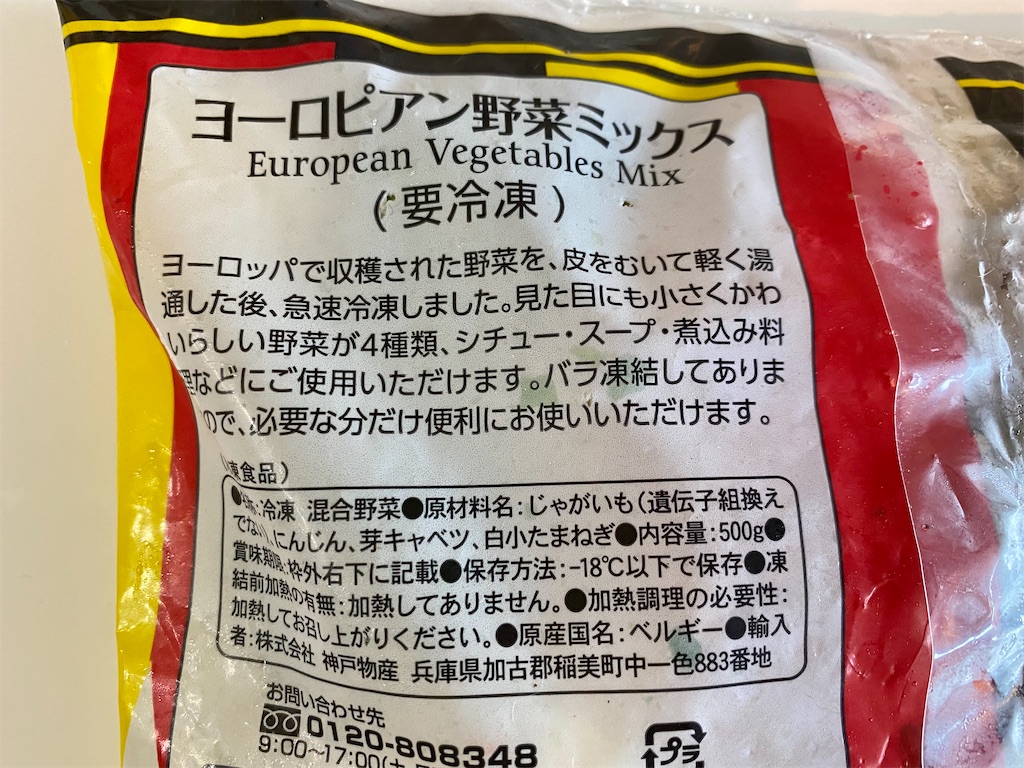 ヨーロピアン野菜ミックス
European Vegetables Mix
(要冷凍)
ヨーロッパで収穫された野菜を、皮をむいて軽く湯
通した後、急速冷凍しました。見た目にも小さくかわ
いらしい野菜が4種類、シチュー・スープ・煮込み料
理などにご使用いただけます。バラ凍結してありま
ので、必要な分だけ便利にお使いいただけます。
凍食品)
●名称:冷凍 混合野菜●原材料名:じゃがいも(遺伝子組換え
でない)、にんじん、芽キャベツ、白小たまねぎ●内容量:500g●
賞味期限:枠外右下に記載●保存方法:-18℃以下で保存●凍
結前加熱の有無:加熱してありません。●加熱調理の必要性:
加熱してお召し上がりください。●原産国名:ベルギー●輸入
者:株式会社 神戸物産 兵庫県加古郡稲美町中一色883番地
お問い合わせ先
0120-808348
9:00~17:00(
プラ